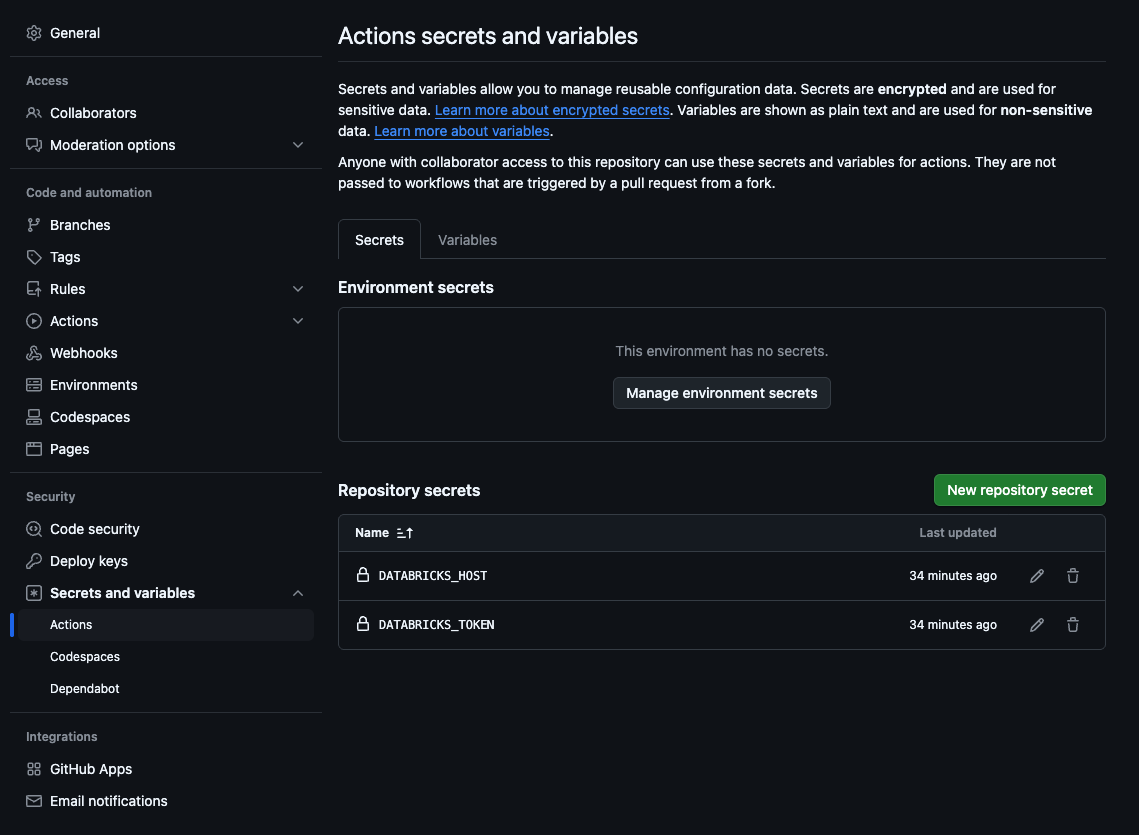 General
Access
Collaborators
Moderation options
Code and automation
Branches
Tags
Rules
Actions
Webhooks
Environments
Codespaces
Pages
Security
Code security
Deploy keys
Secrets and variables
Actions
Codespaces
Dependabot
Integrations
GitHub Apps
Email notifications
Actions secrets and variables
Secrets and variables allow you to manage reusable configuration data. Secrets are encrypted and are used for
sensitive data. Learn more about encrypted secrets. Variables are shown as plain text and are used for non-sensitive
data. Learn more about variables.
Anyone with collaborator access to this repository can use these secrets and variables for actions. They are not
passed to workflows that are triggered by a pull request from a fork.
Secrets Variables
Environment secrets
This environment has no secrets.
Manage environment secrets
Repository secrets New repository secret
Name Last updated
DATABRICKS_HOST 34 minutes ago
DATABRICKS_TOKEN 34 minutes ago